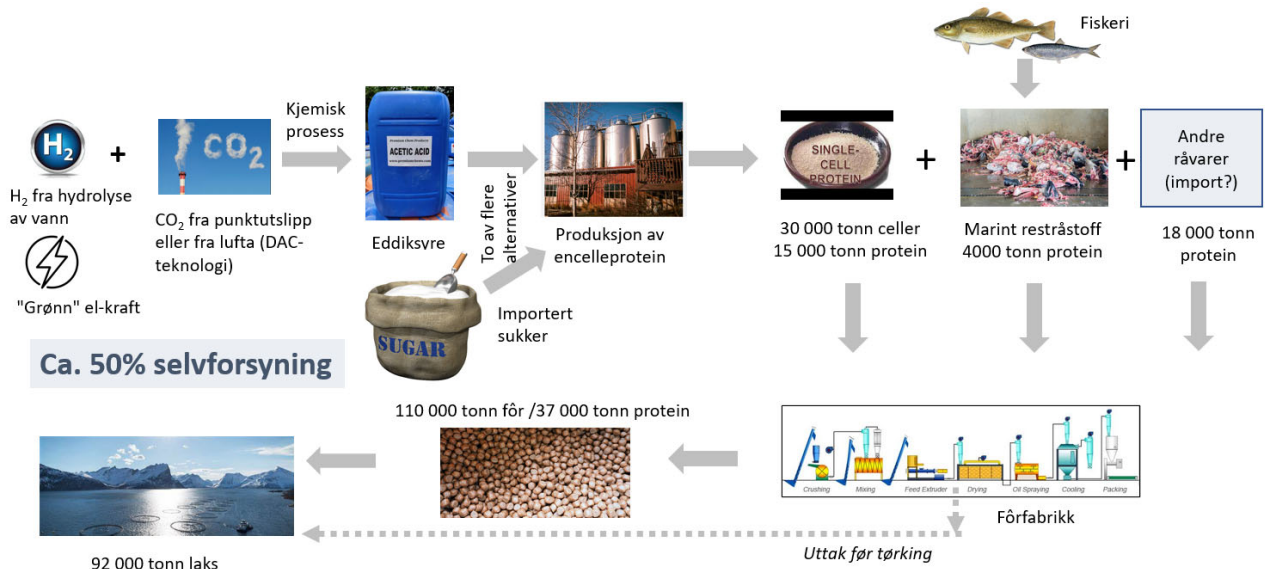 Fiskeri
Kjemisk
prosess
H₂
+
CO₂
Premium Grade Products
ACETIC ACID
SINGLE-
CELL
PROTEIN
+
+
Andre
råvarer
(import?)
H₂ fra hydrolyse
av vann
CO₂ fra punktutslipp
eller fra lufta (DAC-
teknologi)
Eddiksyre
To av flere
alternativer
Produksjon av
encelleprotein
30 000 tonn celler
15 000 tonn protein
Marint restråstoff
4000 tonn protein
18 000 tonn
protein
"Grønn" el-kraft
Importert
sukker
SUGAR
Ca. 50% selvforsyning
110 000 tonn fôr /37 000 tonn protein
Crushing
Mixing
Feed Extruder
Drying
Oil Spraying
Cooling
Packing
Fôrfabrikk
Uttak før tørking
92 000 tonn laks